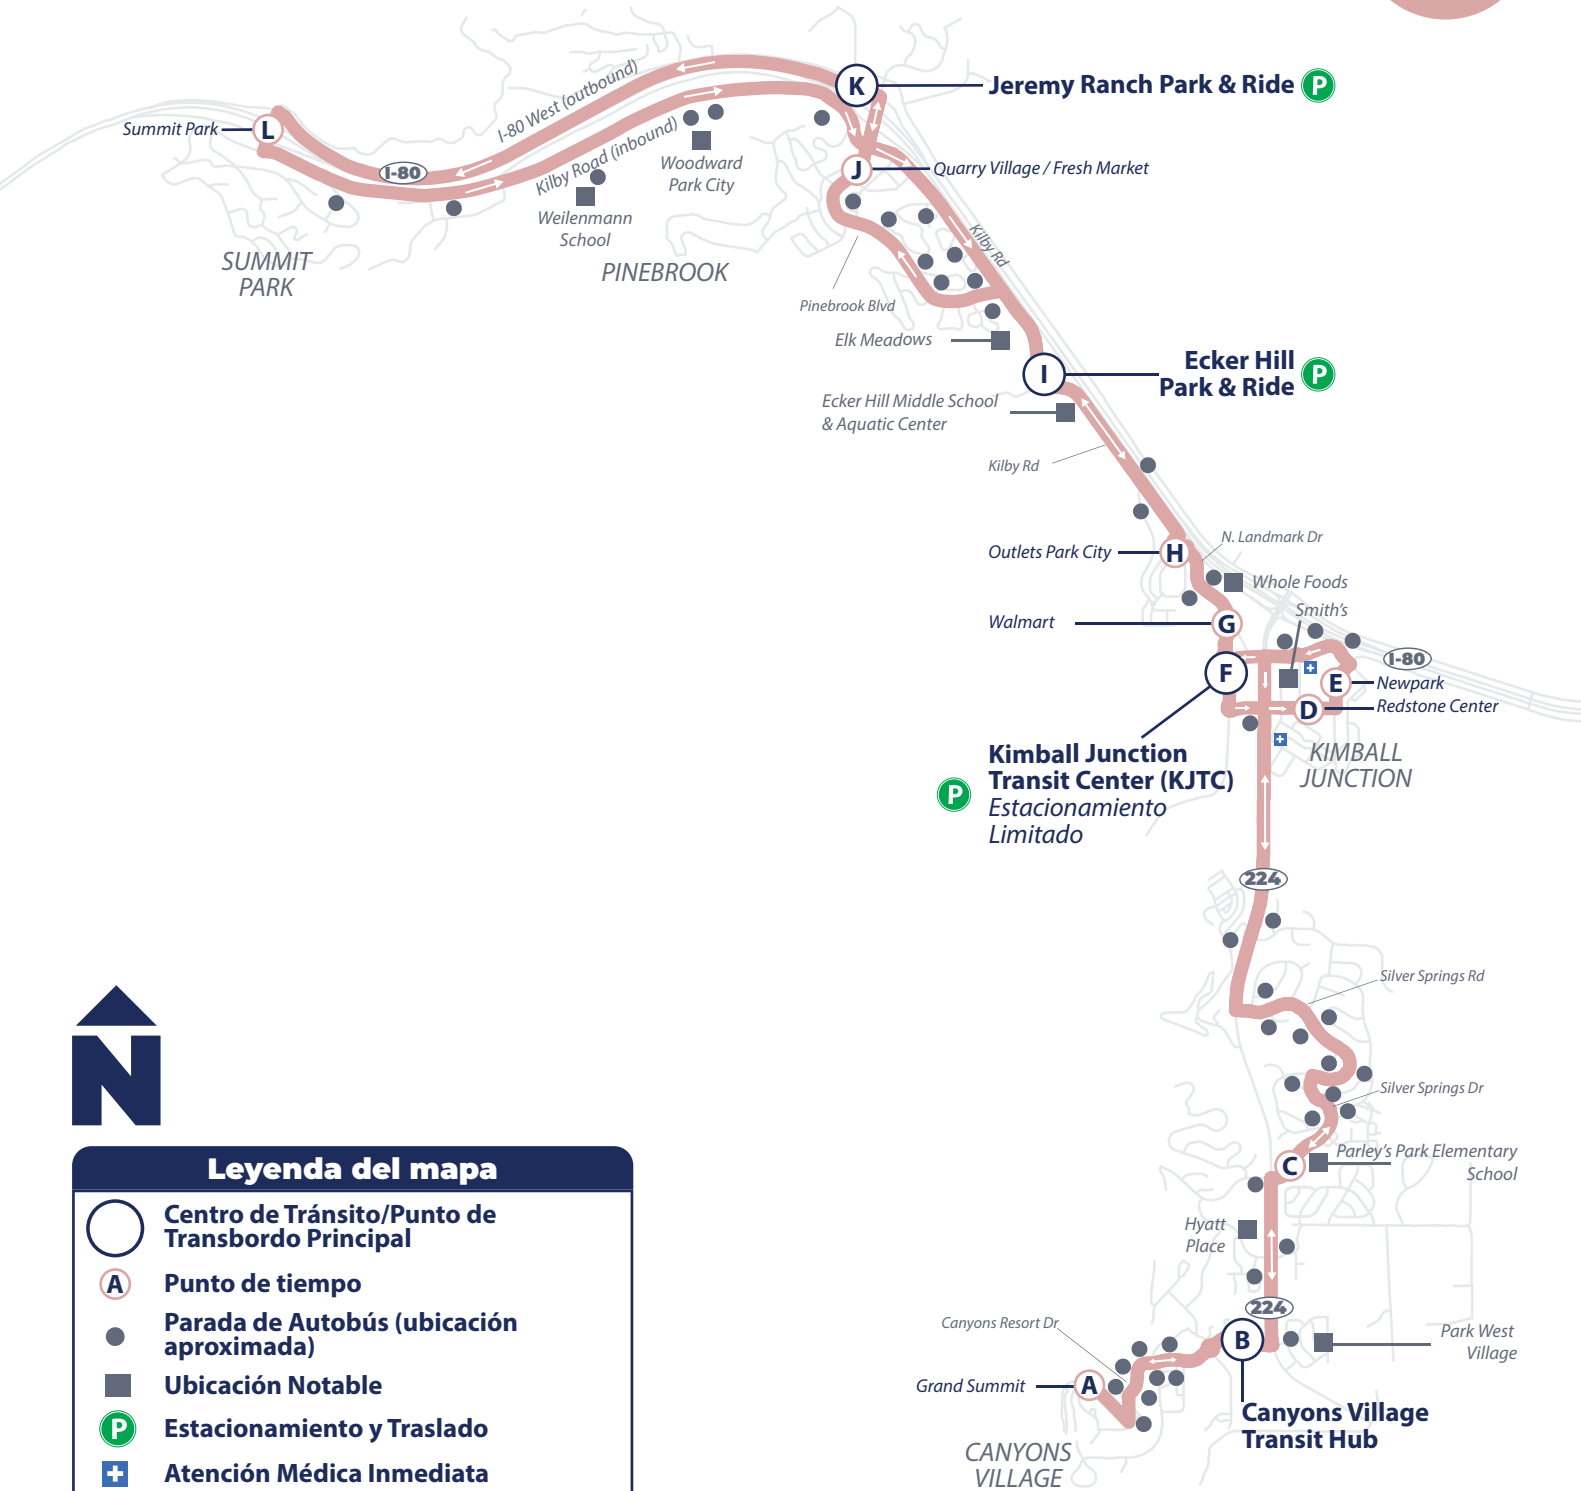 K
Jeremy Ranch Park & Ride
P
I-80 West (outbound)
Summit Park
L
I-80
Kilby Road (inbound)
Woodward
Park City
J
Quarry Village / Fresh Market
Weilenmann
School
Kilby Rd
SUMMIT
PARK
PINEBROOK
Pinebrook Blvd
Elk Meadows
I
Ecker Hill
Park & Ride
P
Ecker Hill Middle School
& Aquatic Center
Kilby Rd
N. Landmark Dr
Outlets Park City
H
Whole Foods
Smith's
Walmart
G
I-80
F
E
Newpark
D
Redstone Center
Kimball Junction
Transit Center (KJTC)
Estacionamiento
Limitado
P
KIMBALL
JUNCTION
224
Silver Springs Rd
Silver Springs Dr
C
Parley's Park Elementary
School
Hyatt
Place
224
Canyons Resort Dr
B
Park West
Village
Grand Summit
A
Canyons Village
Transit Hub
CANYONS
VILLAGE
N
Leyenda del mapa
Centro de Tránsito/Punto de
Transbordo Principal
A
Punto de tiempo
Parada de Autobús (ubicación
aproximada)
Ubicación Notable
P
Estacionamiento y Traslado
Atención Médica Inmediata